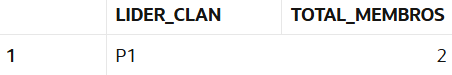 LIDER_CLAN TOTAL_MEMBROS
1 P1 2